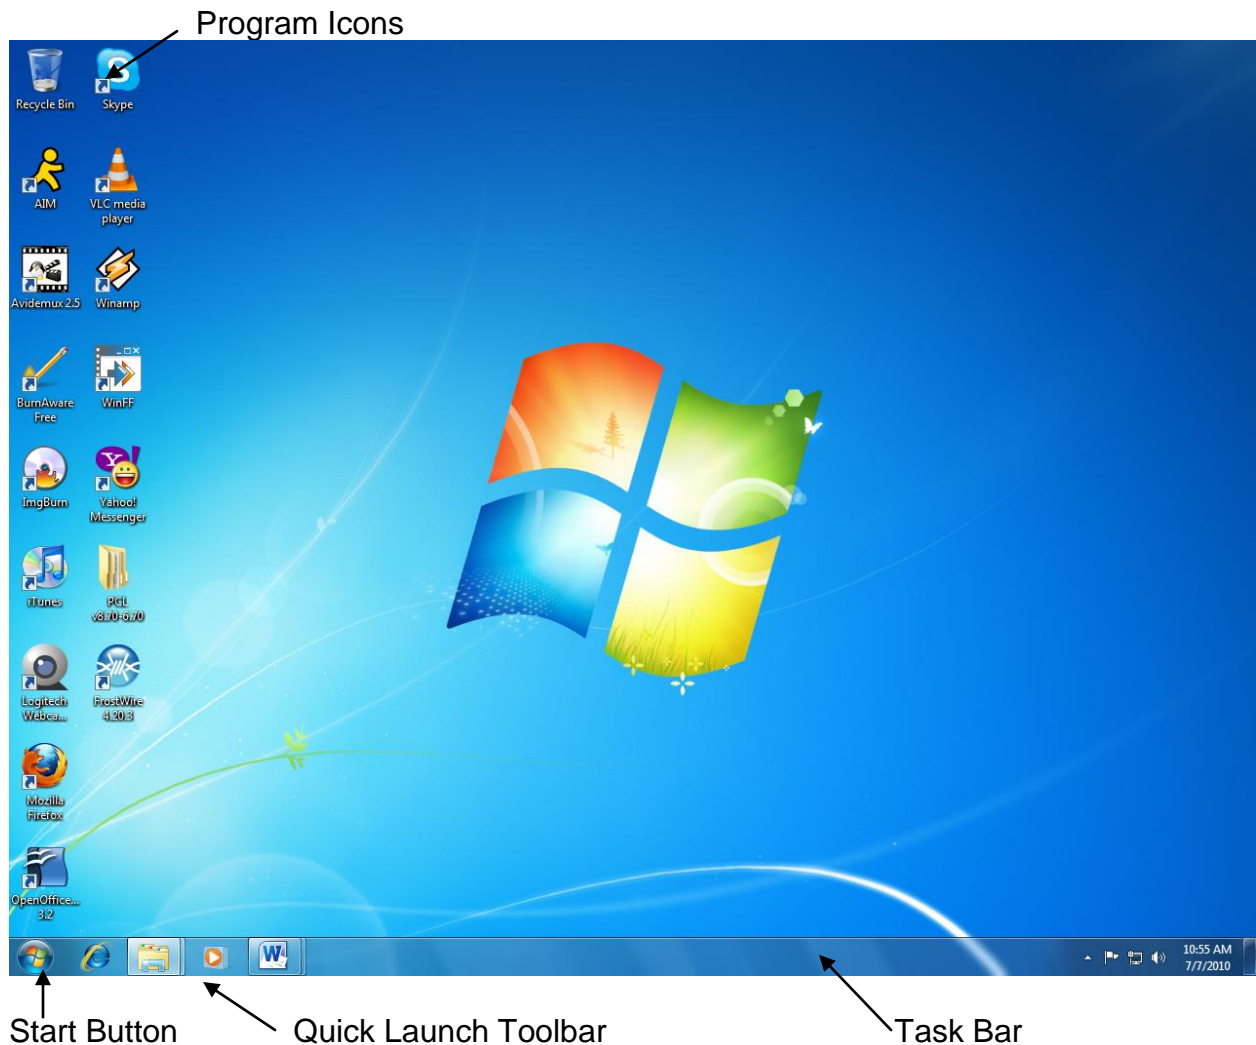 Program Icons
Recycle Bin
Skype
AIM
VLC media
player
Avidemux 2.5
Winamp
BurnAware
Free
WinFF
ImgBurn
Yahoo!
Messenger
iTunes
PCL
v8.70-6.70
Logitech
Webca...
FrostWire
4.20.3
Mozilla
Firefox
OpenOffice...
3.2
10:55 AM
7/7/2010
Start Button
Quick Launch Toolbar
Task Bar